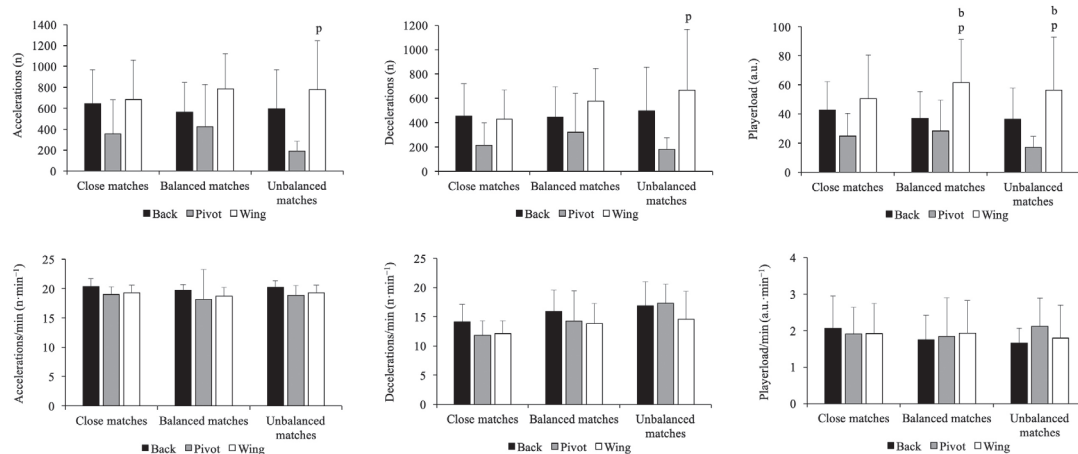 Accelerations (n)
1600
1400
1200
1000
800
600
400
200
0
p
Close matches Balanced matches Unbalanced
matches
Back Pivot Wing
Decelerations (n)
1200
1000
800
600
400
200
0
p
Close matches Balanced matches Unbalanced
matches
Back Pivot Wing
Playerload (a.u.)
100
80
60
40
20
0
b b
p p
Close matches Balanced matches Unbalanced
matches
Back Pivot Wing
Accelerations/min (n·min⁻¹)
25
20
15
10
5
0
Close matches Balanced matches Unbalanced
matches
Back Pivot Wing
Decelerations/min (n·min⁻¹)
25
20
15
10
5
0
Close matches Balanced matches Unbalanced
matches
Back Pivot Wing
Playerload/min (a.u.·min⁻¹)
4
3
2
1
0
Close matches Balanced matches Unbalanced
matches
Back Pivot Wing